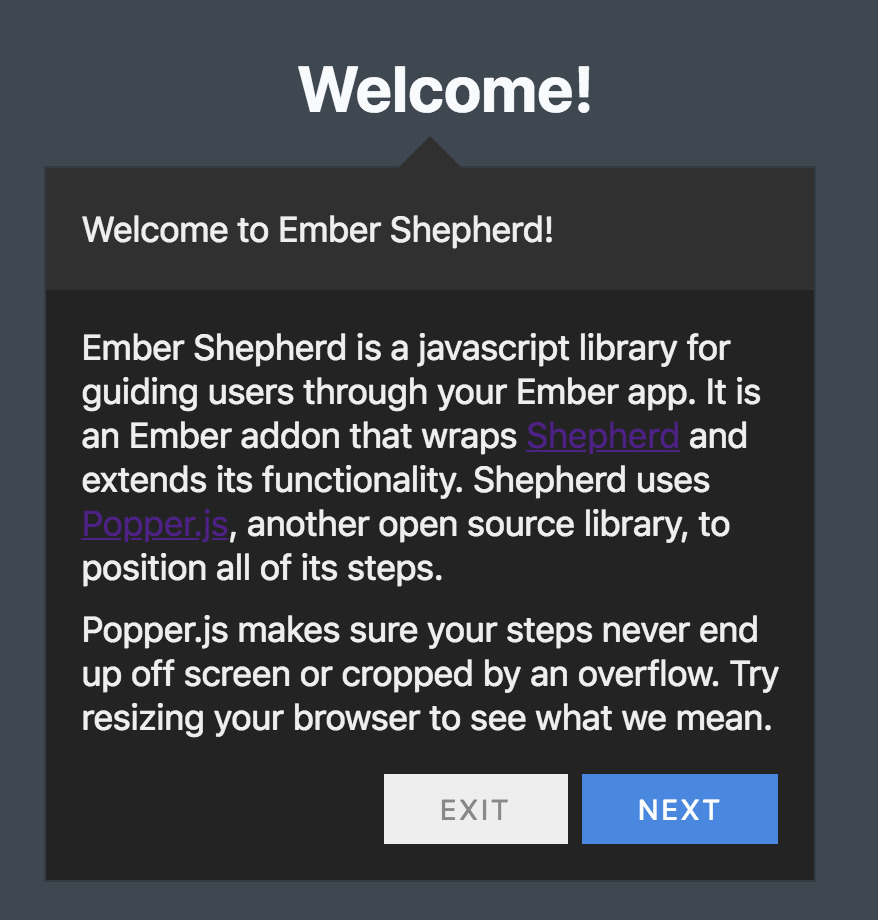 Welcome!
Welcome to Ember Shepherd!
Ember Shepherd is a javascript library for
guiding users through your Ember app. It is
an Ember addon that wraps Shepherd and
extends its functionality. Shepherd uses
Popper.js, another open source library, to
position all of its steps.
Popper.js makes sure your steps never end
up off screen or cropped by an overflow. Try
resizing your browser to see what we mean.
EXIT NEXT